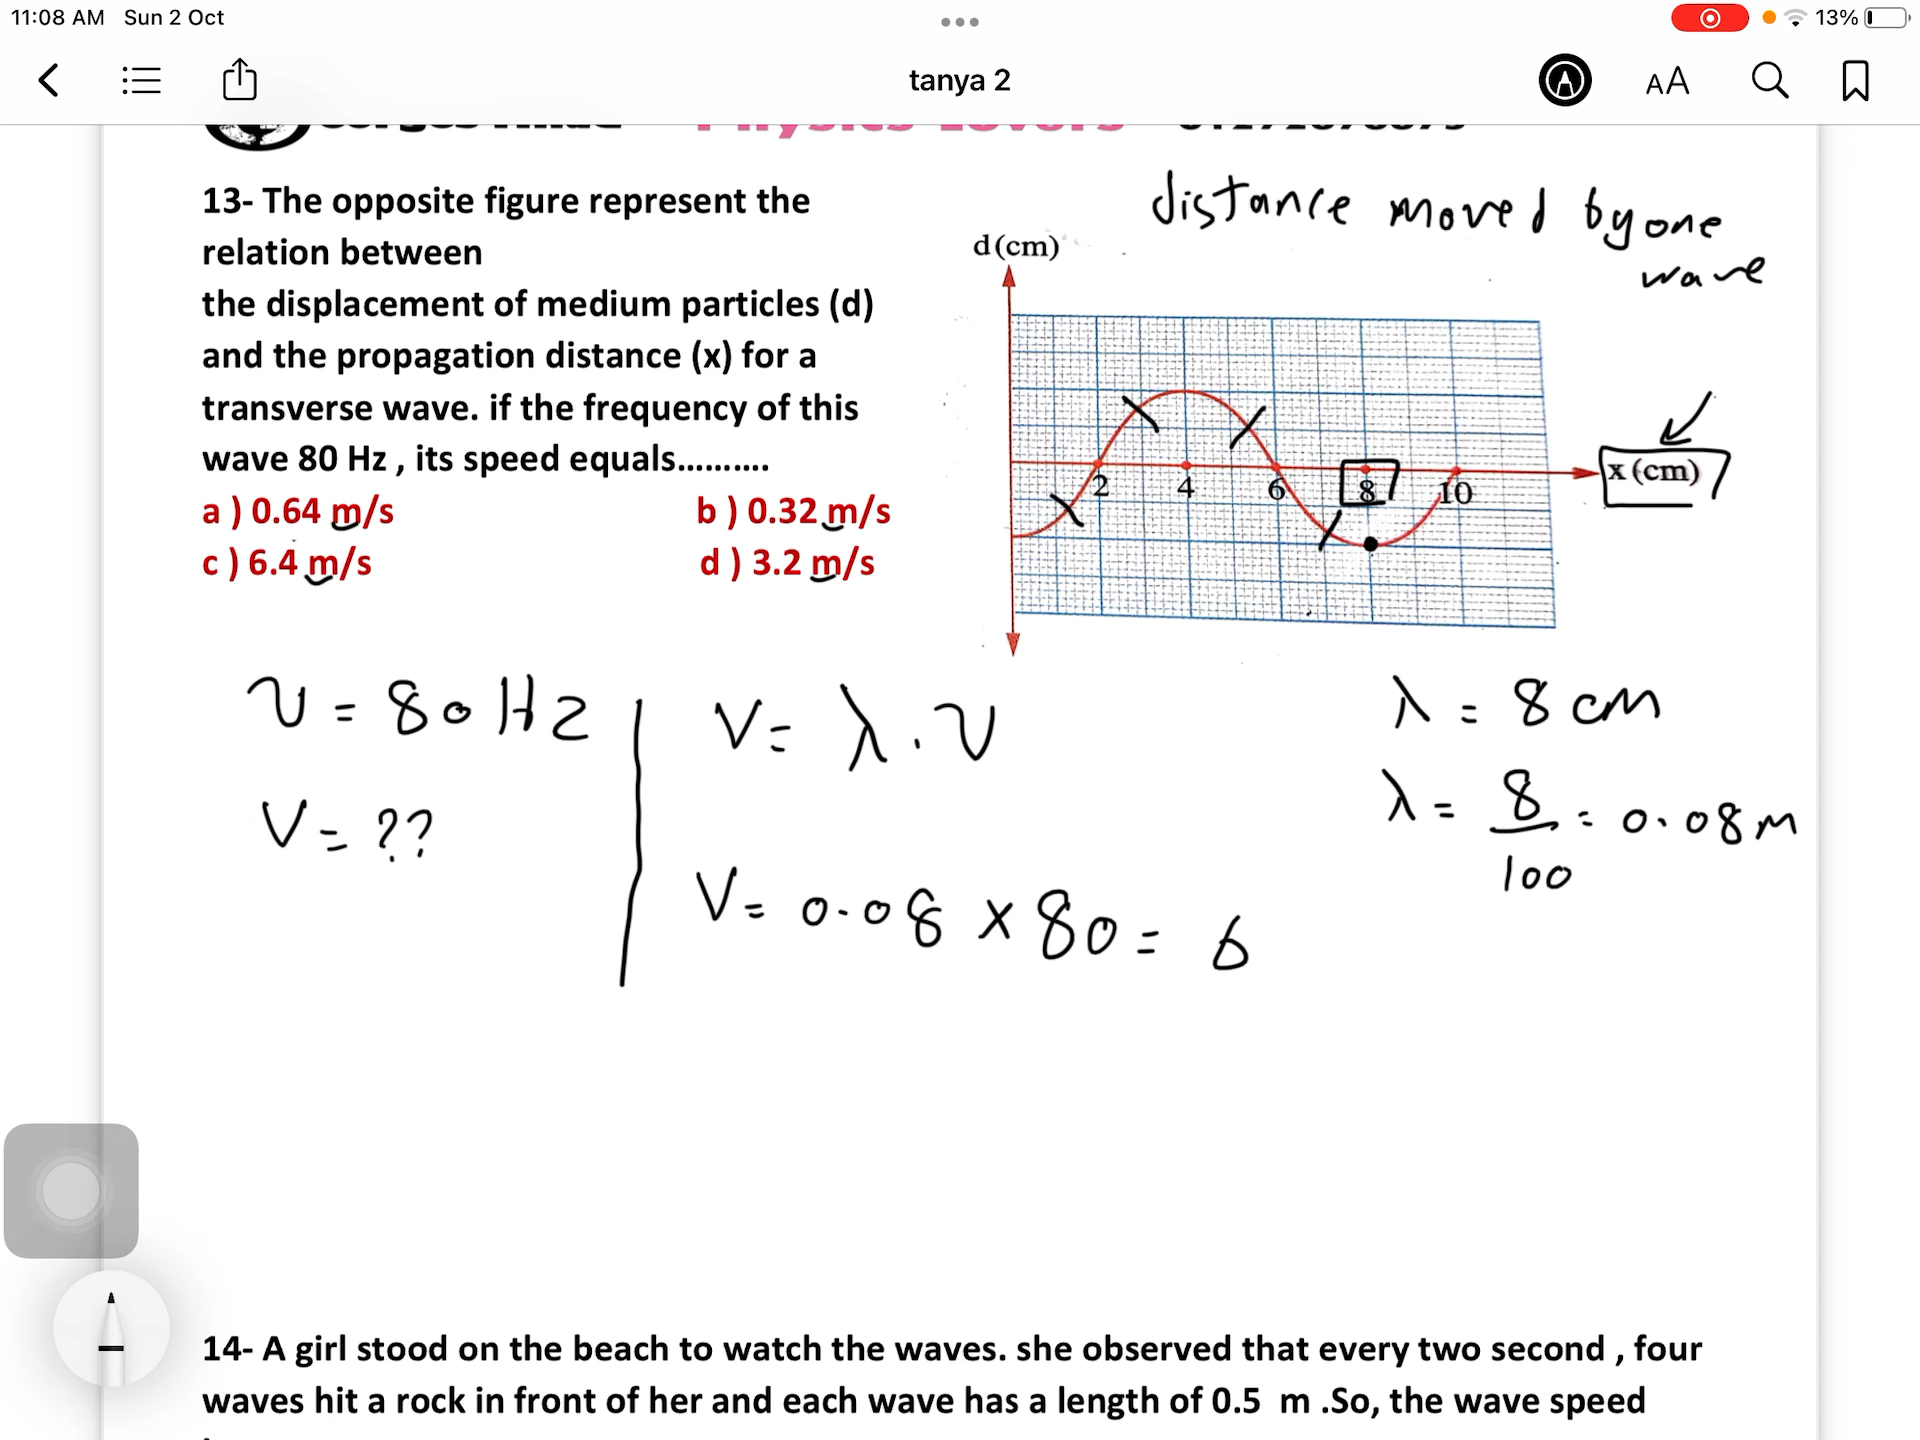 11:08 AM Sun 2 Oct
13%
tanya 2
AA
Physics Lovers
13- The opposite figure represent the
relation between
the displacement of medium particles (d)
and the propagation distance (x) for a
transverse wave. if the frequency of this
wave 80 Hz , its speed equals..........
a ) 0.64 m/s b ) 0.32 m/s
c ) 6.4 m/s d ) 3.2 m/s
distance moved by one
wave
d(cm)
2 4 6 8 10
x (cm)
ν = 80 Hz
V = ??
V = λ . ν
V = 0.08 × 80 = 6
λ = 8 cm
λ = 8/100 = 0.08 m
14- A girl stood on the beach to watch the waves. she observed that every two second , four
waves hit a rock in front of her and each wave has a length of 0.5 m .So, the wave speed